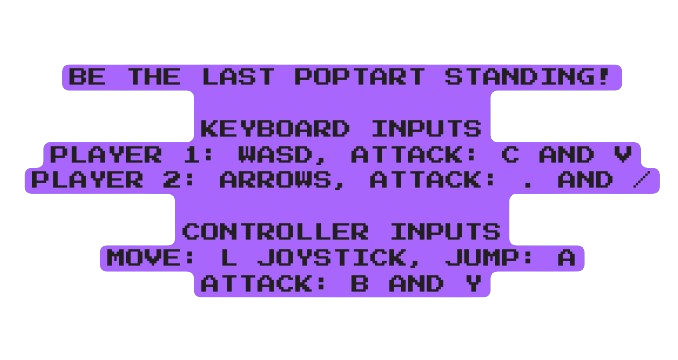 BE THE LAST POPTART STANDING!
KEYBOARD INPUTS
PLAYER 1: WASD, ATTACK: C AND V
PLAYER 2: ARROWS, ATTACK: . AND /
CONTROLLER INPUTS
MOVE: L JOYSTICK, JUMP: A
ATTACK: B AND Y